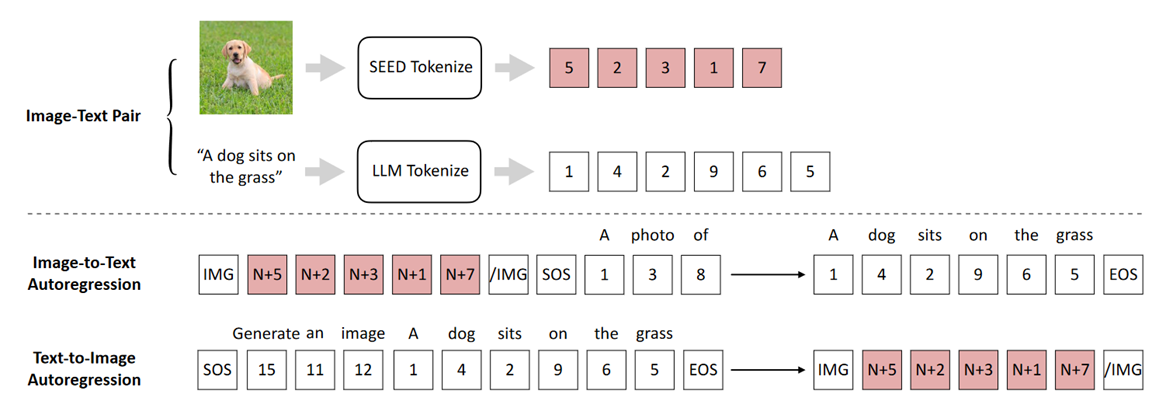 SEED Tokenize
5 2 3 1 7
Image-Text Pair
“A dog sits on
the grass”
LLM Tokenize
1 4 2 9 6 5
A photo of A dog sits on the grass
Image-to-Text
Autoregression
IMG N+5 N+2 N+3 N+1 N+7 /IMG SOS 1 3 8 1 4 2 9 6 5 EOS
Generate an image A dog sits on the grass
Text-to-Image
Autoregression
SOS 15 11 12 1 4 2 9 6 5 EOS IMG N+5 N+2 N+3 N+1 N+7 /IMG